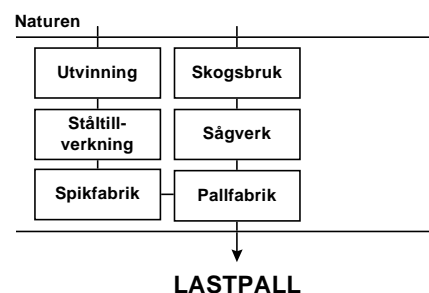 Naturen
Utvinning
Skogsbruk
Ståltill-
verkning
Sågverk
Spikfabrik
Pallfabrik
LASTPALL